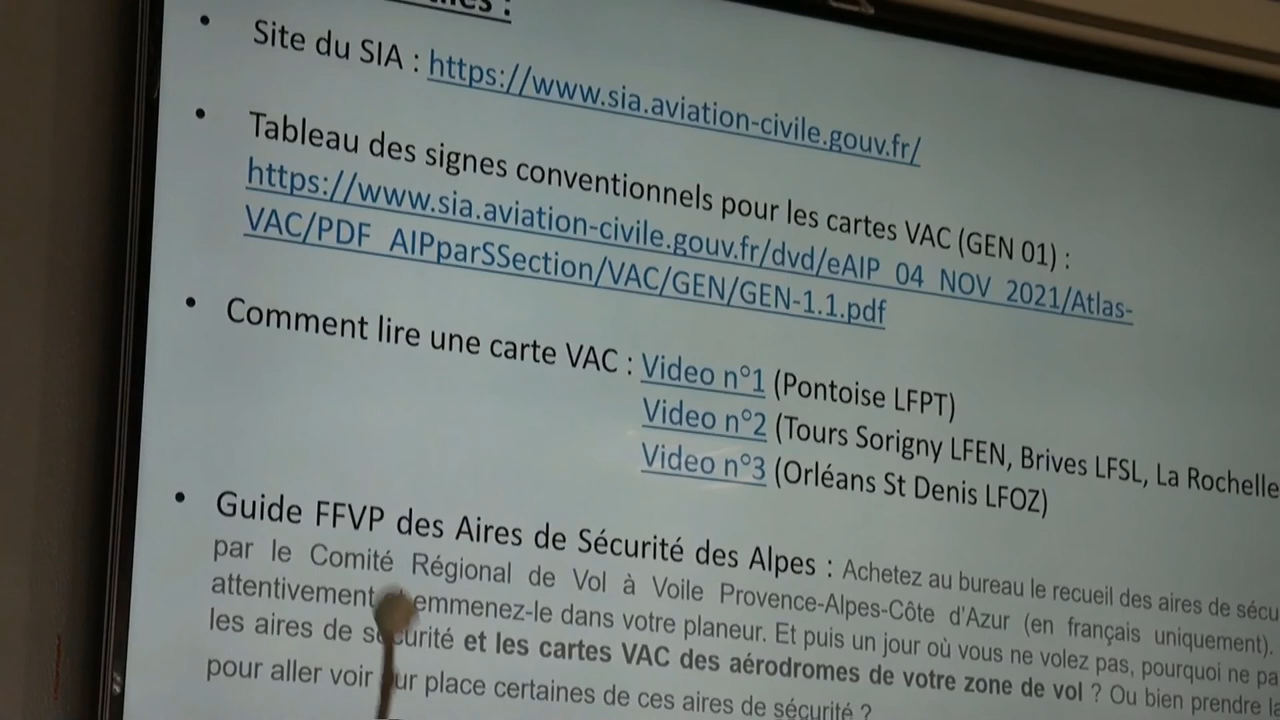 Site du SIA : https://www.sia.aviation-civile.gouv.fr/
Tableau des signes conventionnels pour les cartes VAC (GEN 01) :
https://www.sia.aviation-civile.gouv.fr/dvd/eAIP_04_NOV_2021/Atlas-
VAC/PDF_AIPparSSection/VAC/GEN/GEN-1.1.pdf
Comment lire une carte VAC : Video n°1 (Pontoise LFPT)
Video n°2 (Tours Sorigny LFEN, Brives LFSL, La Rochelle
Video n°3 (Orléans St Denis LFOZ)
Guide FFVP des Aires de Sécurité des Alpes : Achetez au bureau le recueil des aires de sécu
par le Comité Régional de Vol à Voile Provence-Alpes-Côte d'Azur (en français uniquement).
attentivement emmenez-le dans votre planeur. Et puis un jour où vous ne volez pas, pourquoi ne pa
les aires de sécurité et les cartes VAC des aérodromes de votre zone de vol ? Ou bien prendre
pour aller voir sur place certaines de ces aires de sécurité ?